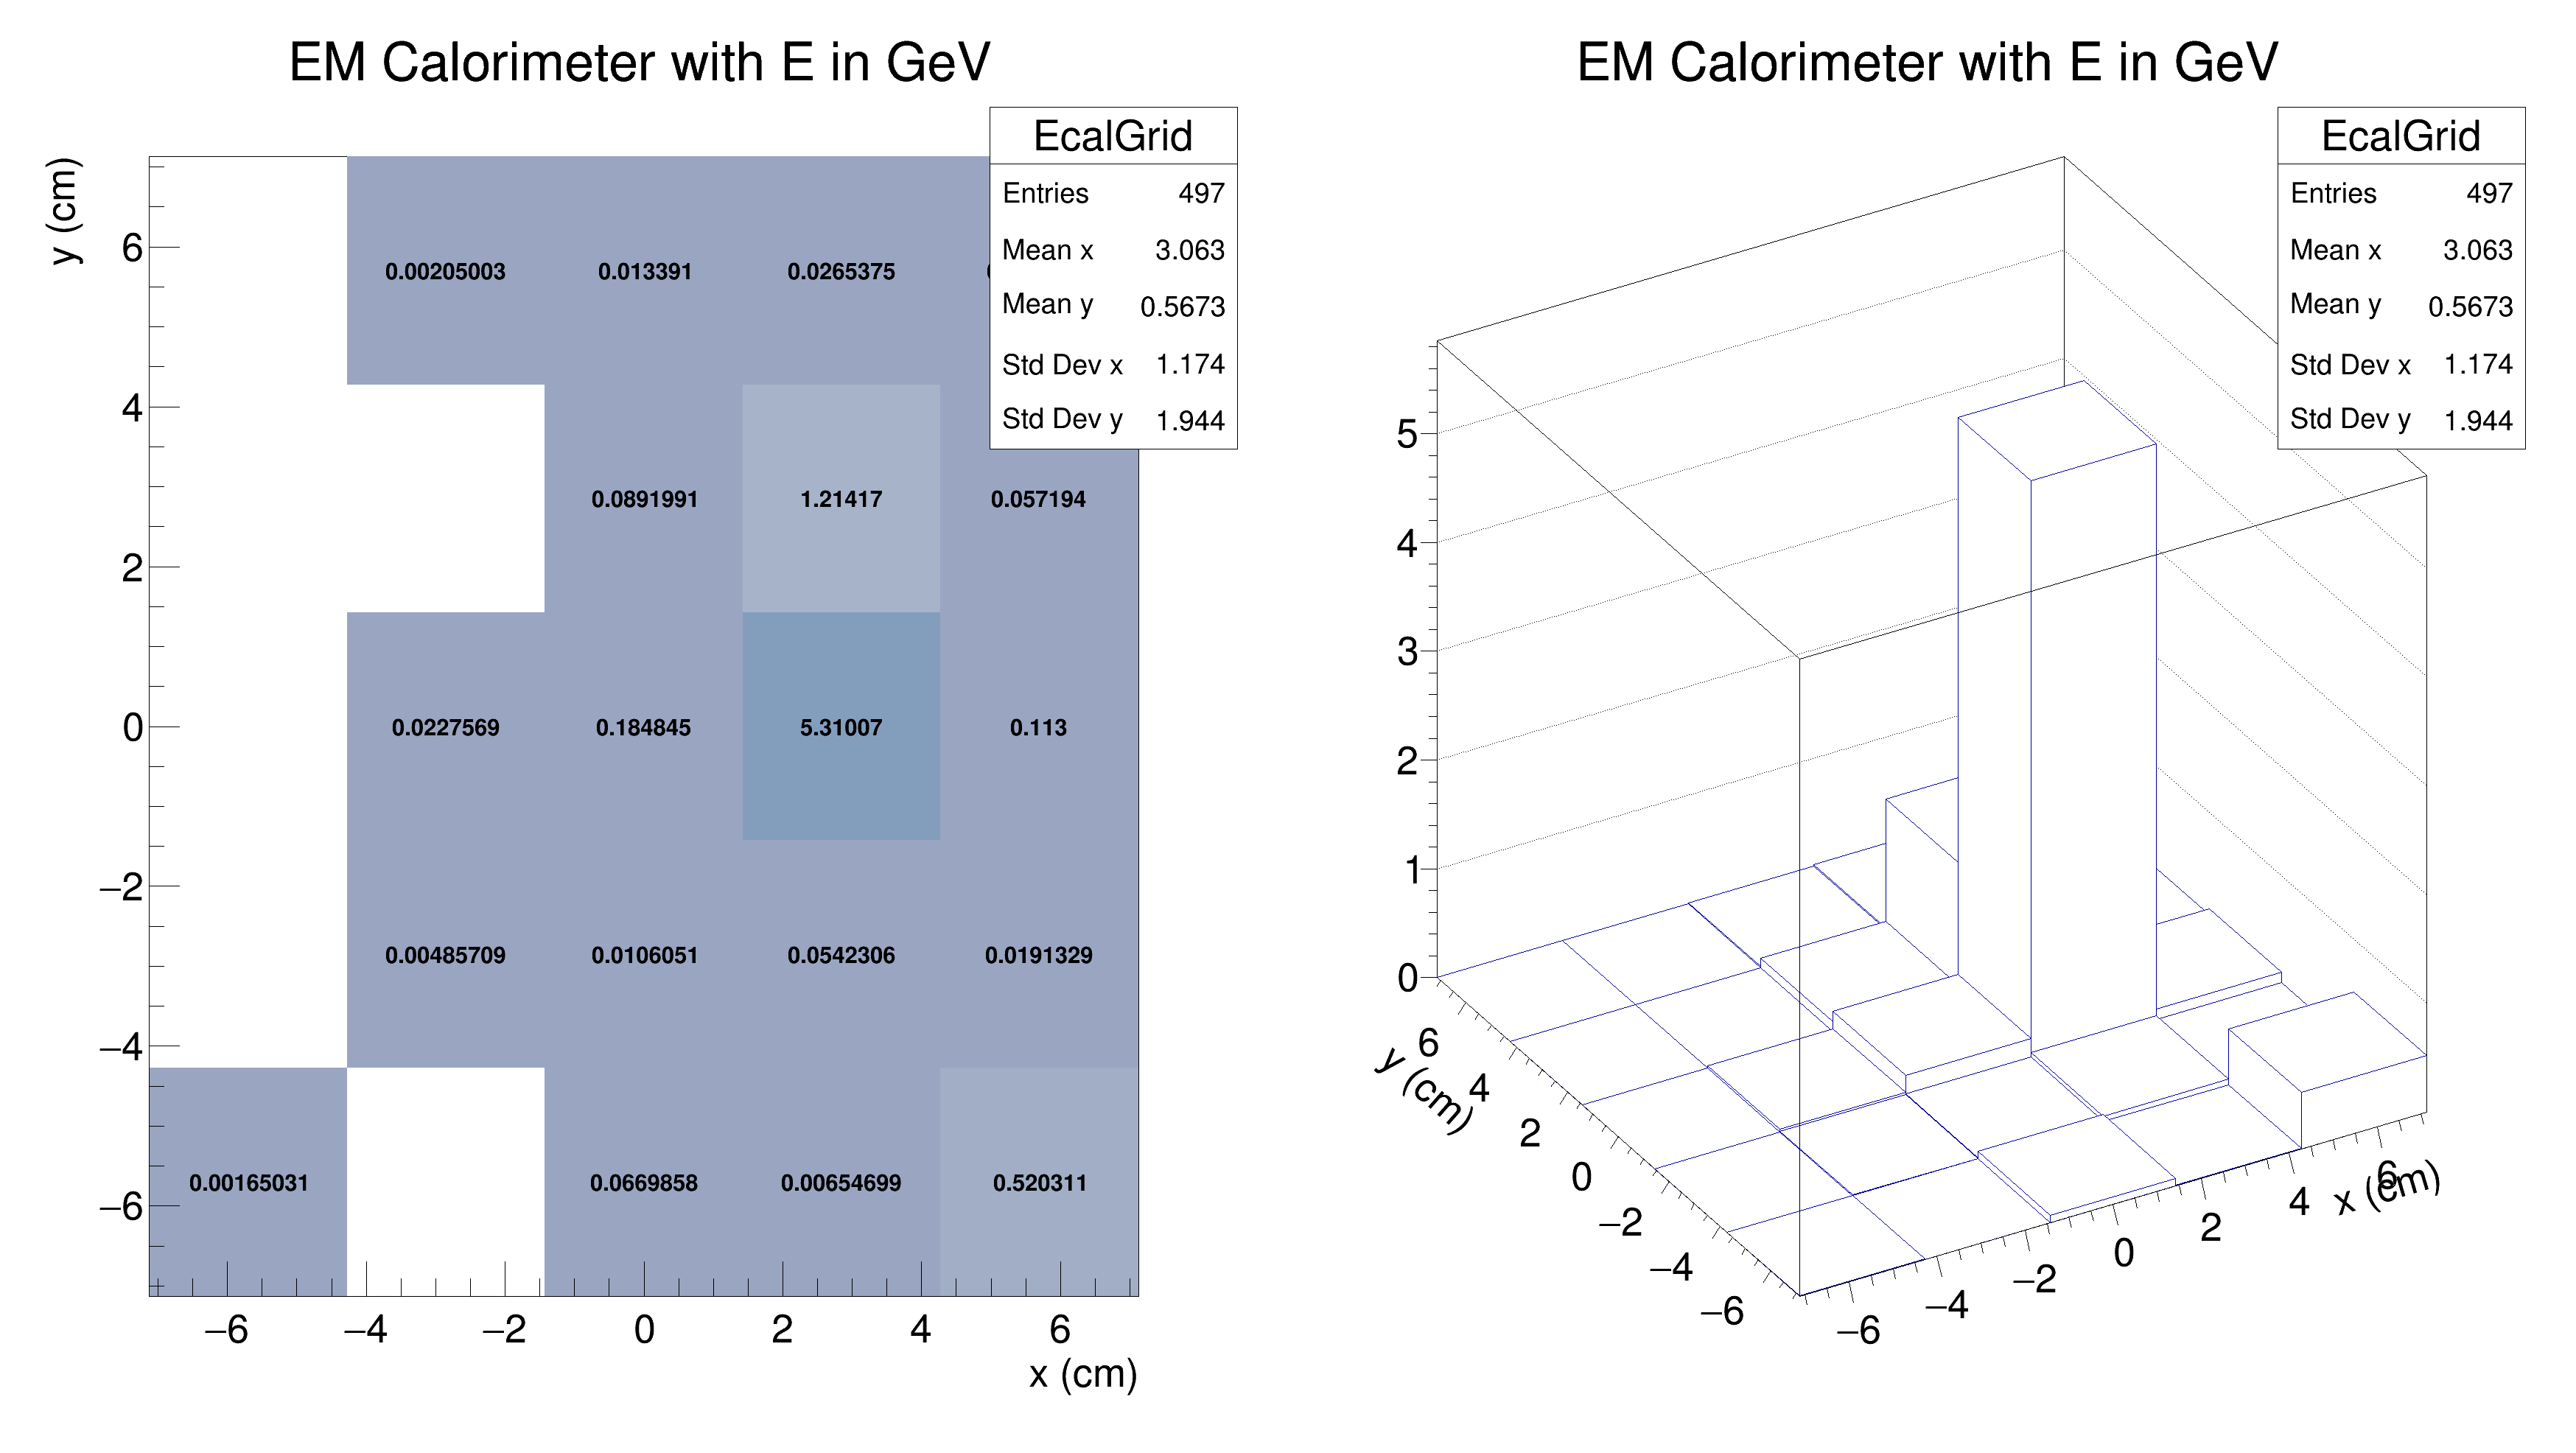 EM Calorimeter with E in GeV
EcalGrid
Entries 497
Mean x 3.063
Mean y 0.5673
Std Dev x 1.174
Std Dev y 1.944
y (cm)
6
4
2
0
−2
−4
−6
0.00205003 0.013391 0.0265375
0.0891991 1.21417 0.057194
0.0227569 0.184845 5.31007 0.113
0.00485709 0.0106051 0.0542306 0.0191329
0.00165031 0.0669858 0.00654699 0.520311
−6 −4 −2 0 2 4 6
x (cm)
EM Calorimeter with E in GeV
EcalGrid
Entries 497
Mean x 3.063
Mean y 0.5673
Std Dev x 1.174
Std Dev y 1.944
5
4
3
2
1
0
6
4
2
0
−2
−4
−6
y (cm)
−6
−4
−2
0
2
4
6
x (cm)